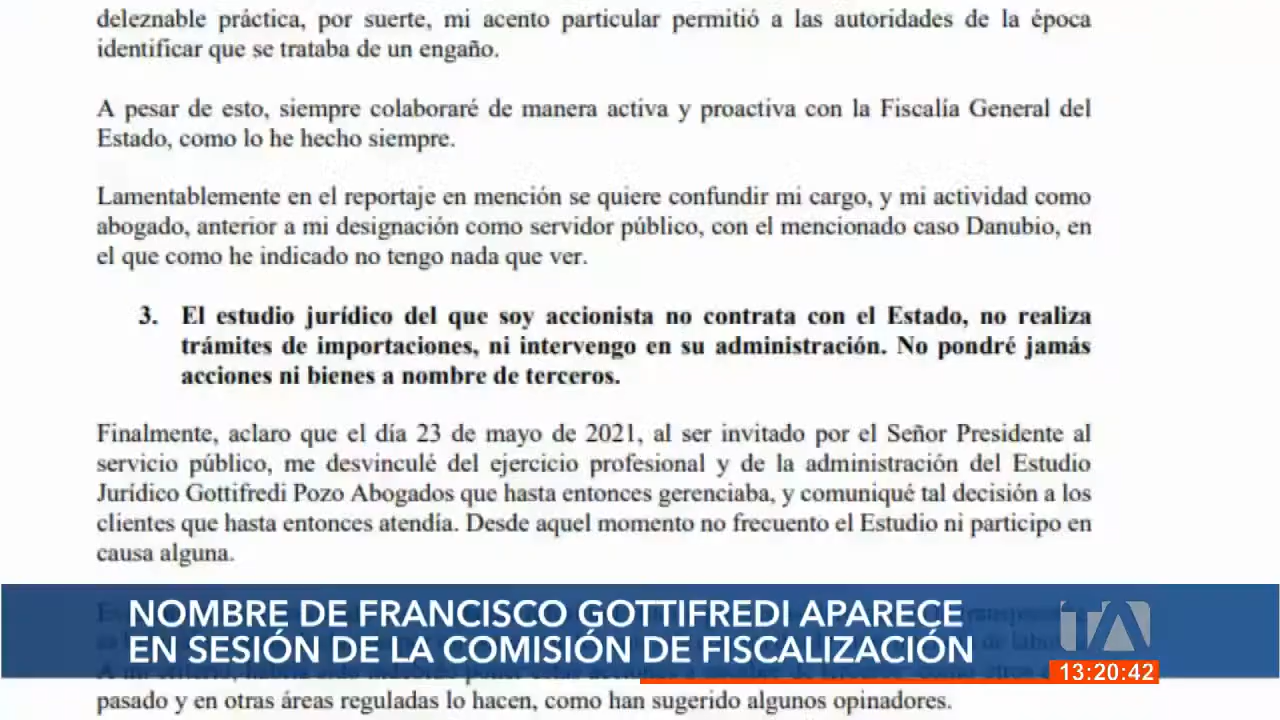 deleznable práctica, por suerte, mi acento particular permitió a las autoridades de la época
identificar que se trataba de un engaño.
A pesar de esto, siempre colaboraré de manera activa y proactiva con la Fiscalía General del
Estado, como lo he hecho siempre.
Lamentablemente en el reportaje en mención se quiere confundir mi cargo, y mi actividad como
abogado, anterior a mi designación como servidor público, con el mencionado caso Danubio, en
el que como he indicado no tengo nada que ver.
3. El estudio jurídico del que soy accionista no contrata con el Estado, no realiza
trámites de importaciones, ni intervengo en su administración. No pondré jamás
acciones ni bienes a nombre de terceros.
Finalmente, aclaro que el día 23 de mayo de 2021, al ser invitado por el Señor Presidente al
servicio público, me desvinculé del ejercicio profesional y de la administración del Estudio
Jurídico Gottifredi Pozo Abogados que hasta entonces gerenciaba, y comuniqué tal decisión a los
clientes que hasta entonces atendía. Desde aquel momento no frecuento el Estudio ni participo en
causa alguna.
NOMBRE DE FRANCISCO GOTTIFREDI APARECE
EN SESIÓN DE LA COMISIÓN DE FISCALIZACIÓN
TA
13:20:42
pasado y en otras áreas reguladas lo hacen, como han sugerido algunos opinadores.